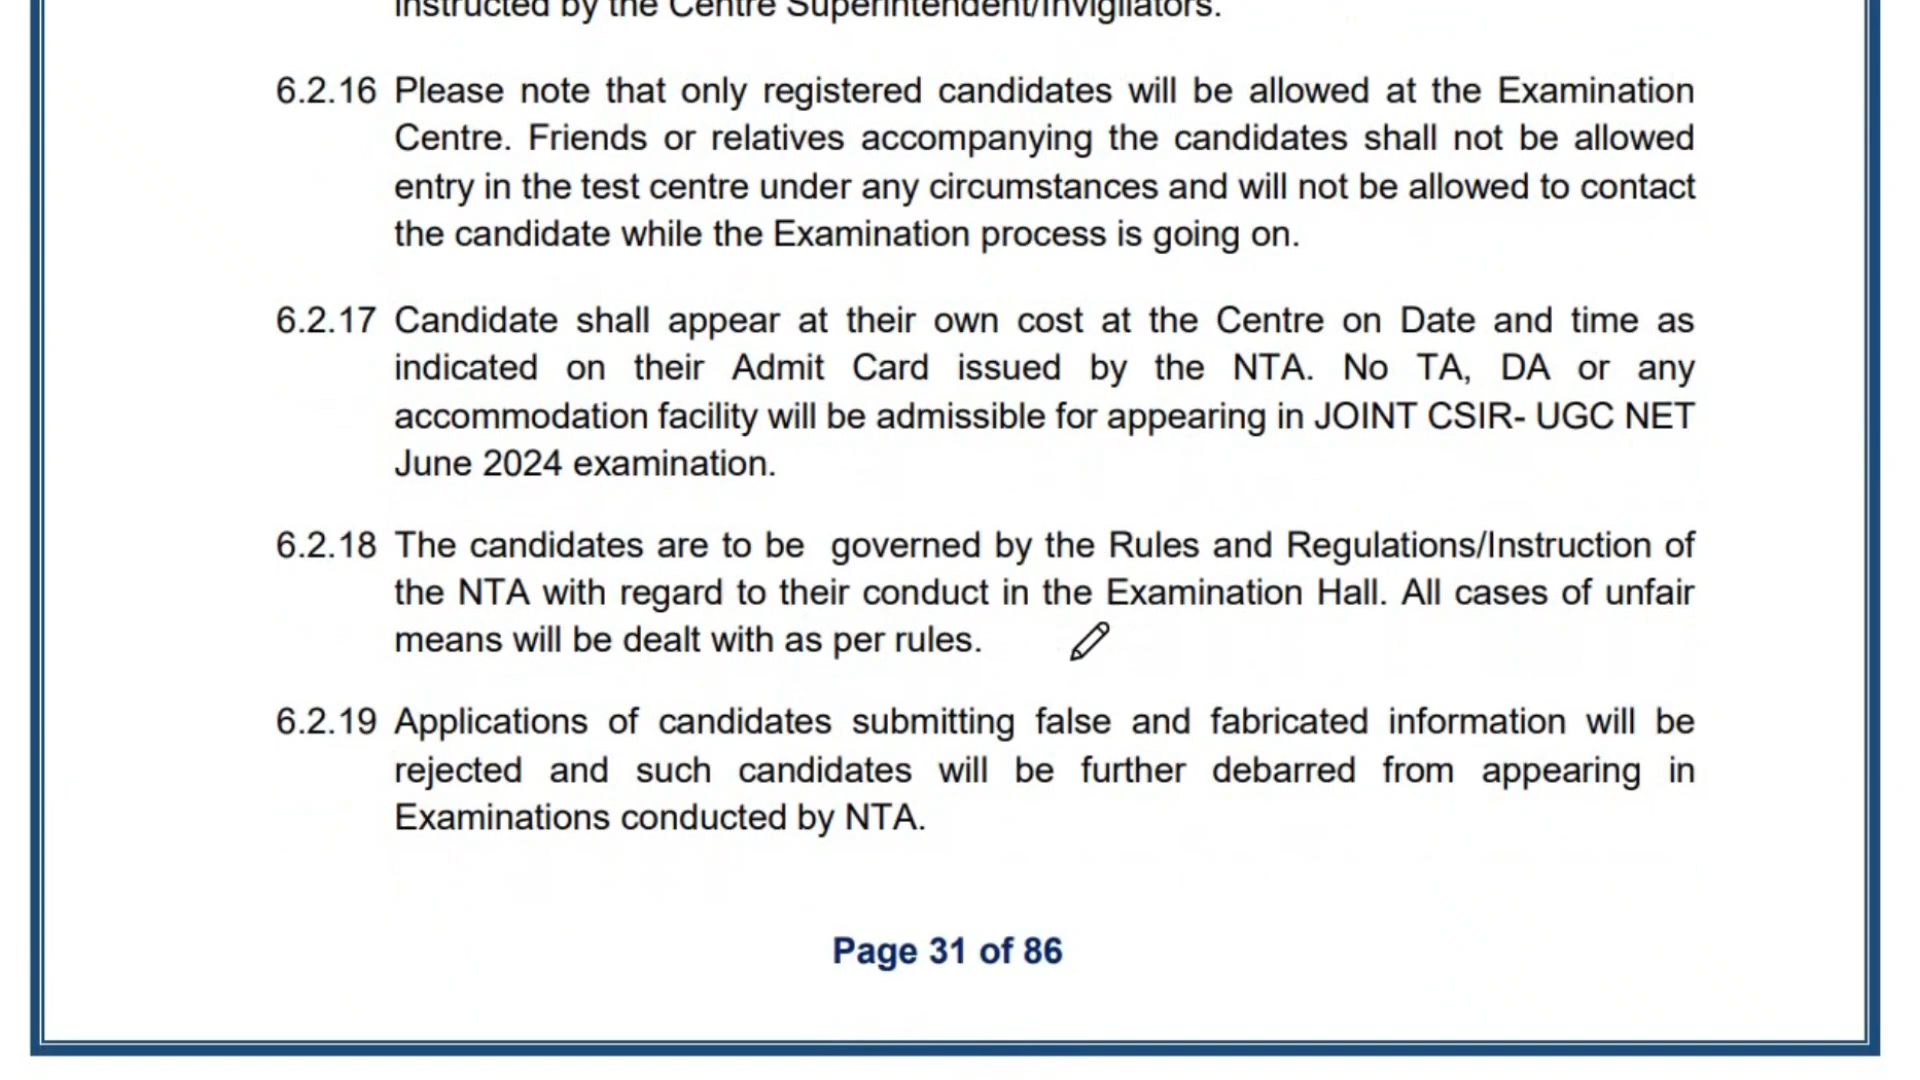 instructed by the Centre Superintendent/Invigilators.
6.2.16 Please note that only registered candidates will be allowed at the Examination
Centre. Friends or relatives accompanying the candidates shall not be allowed
entry in the test centre under any circumstances and will not be allowed to contact
the candidate while the Examination process is going on.
6.2.17 Candidate shall appear at their own cost at the Centre on Date and time as
indicated on their Admit Card issued by the NTA. No TA, DA or any
accommodation facility will be admissible for appearing in JOINT CSIR- UGC NET
June 2024 examination.
6.2.18 The candidates are to be governed by the Rules and Regulations/Instruction of
the NTA with regard to their conduct in the Examination Hall. All cases of unfair
means will be dealt with as per rules.
6.2.19 Applications of candidates submitting false and fabricated information will be
rejected and such candidates will be further debarred from appearing in
Examinations conducted by NTA.
Page 31 of 86